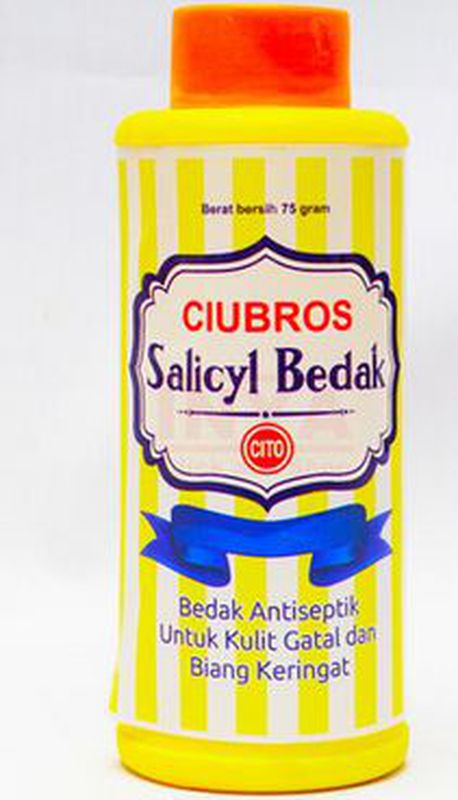 Berat bersih 75 gram
CIUBROS
Salicyl Bedak
CITO
Bedak Antiseptik
Untuk Kulit Gatal dan
Biang Keringat